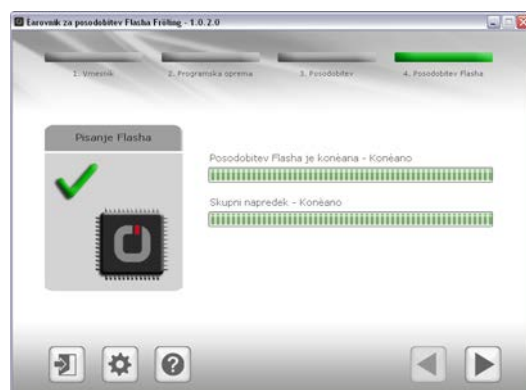 Èarovnik za posodobitev Flasha Fröling - 1.0.2.0
1. Vmesnik
2. Programska oprema
3. Posodobitev
4. Posodobitev Flasha
Pisanje Flasha
Posodobitev Flasha je konèana - Konèano
Skupni napredek - Konèano